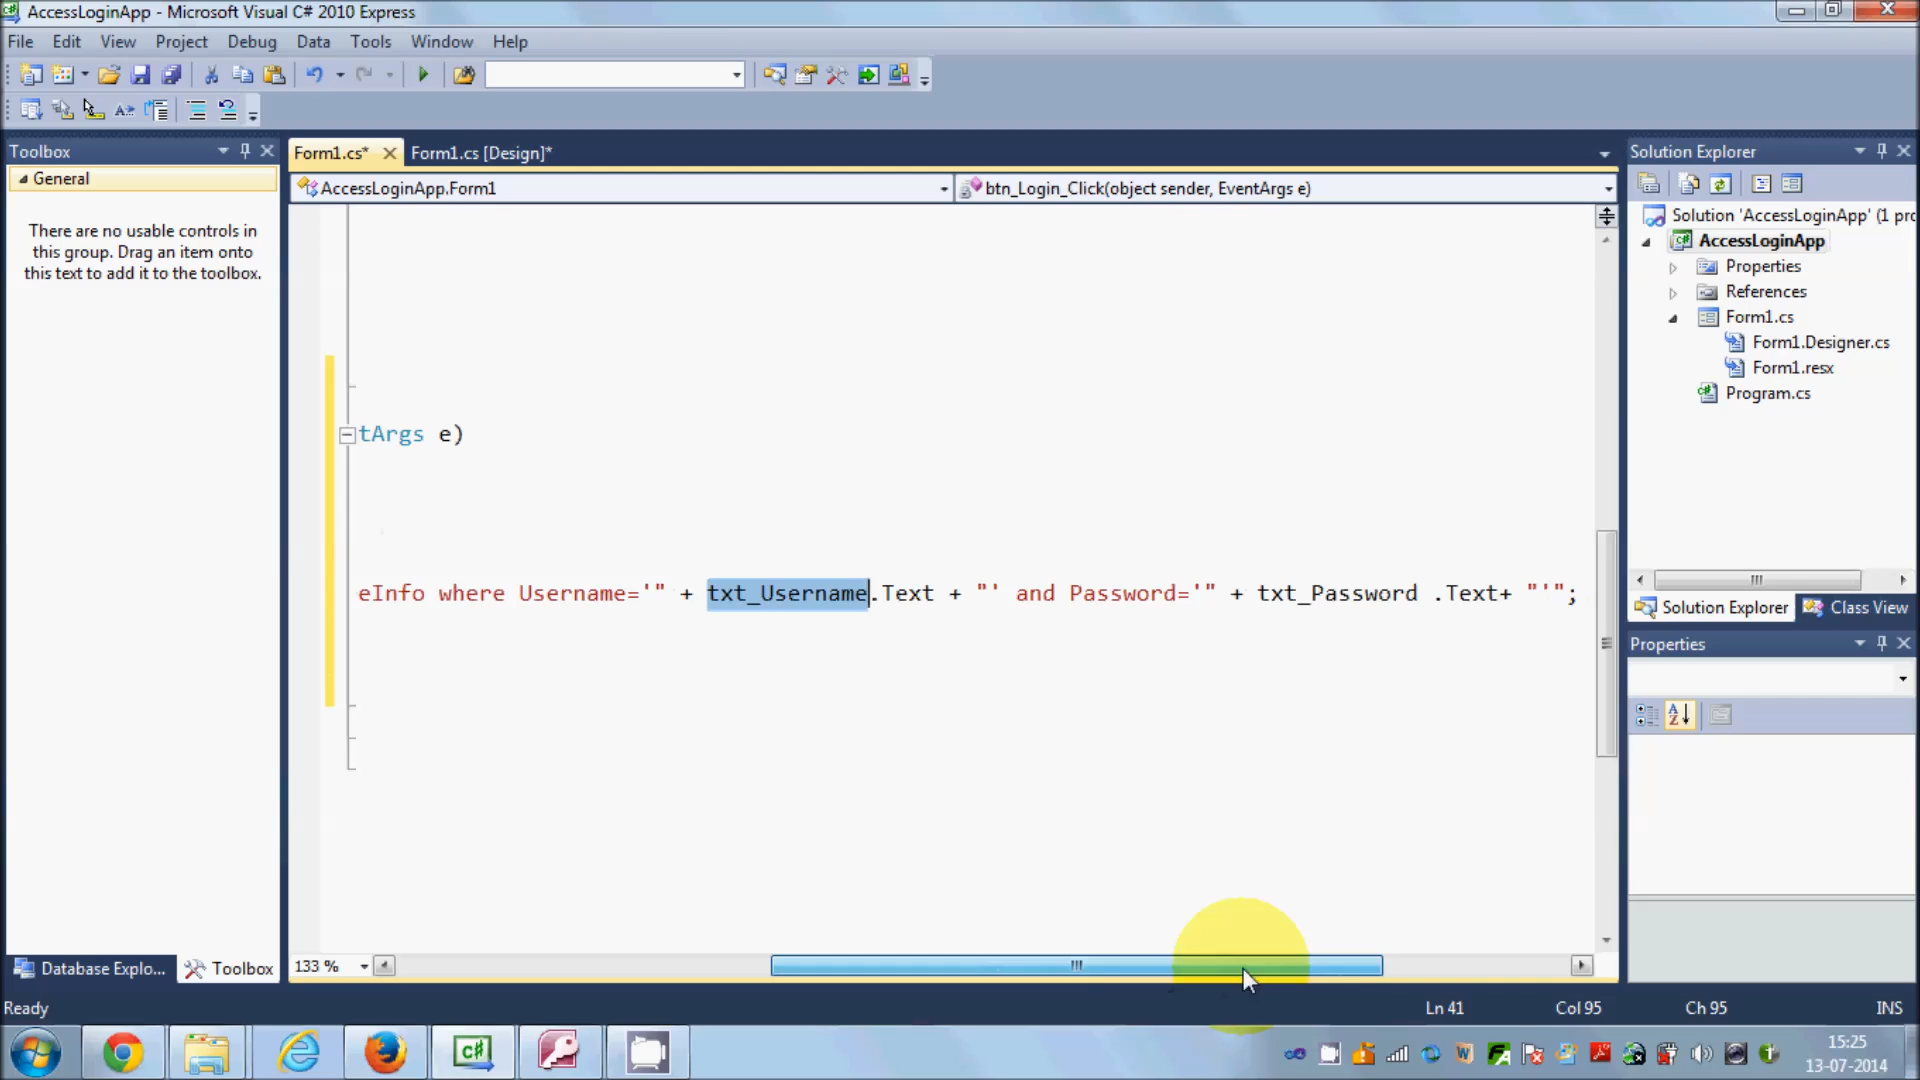 AccessLoginApp - Microsoft Visual C# 2010 Express
File Edit View Project Debug Data Tools Window Help
Toolbox
General
There are no usable controls in
this group. Drag an item onto
this text to add it to the toolbox.
Database Explo... Toolbox
Form1.cs* Form1.cs [Design]*
AccessLoginApp.Form1 btn_Login_Click(object sender, EventArgs e)
tArgs e)
eInfo where Username='" + txt_Username.Text + "' and Password='" + txt_Password .Text+ "'";
133 %
Solution Explorer
Solution 'AccessLoginApp' (1 pro
AccessLoginApp
Properties
References
Form1.cs
Form1.Designer.cs
Form1.resx
Program.cs
Solution Explorer Class View
Properties
Ready Ln 41 Col 95 Ch 95 INS
15:25
13-07-2014